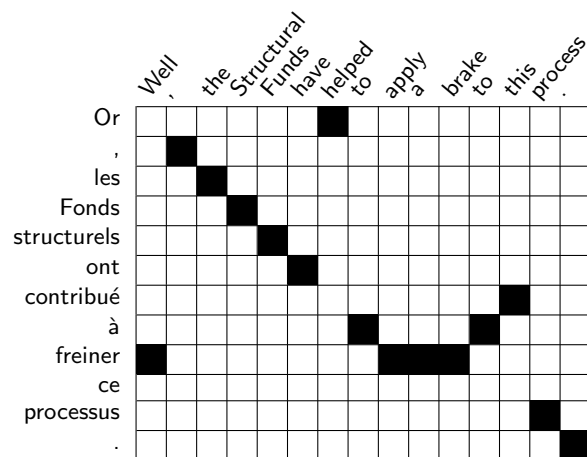 Well , the Structural Funds have helped to apply a brake to this process .
Or
,
les
Fonds
structurels
ont
contribué
à
freiner
ce
processus
.